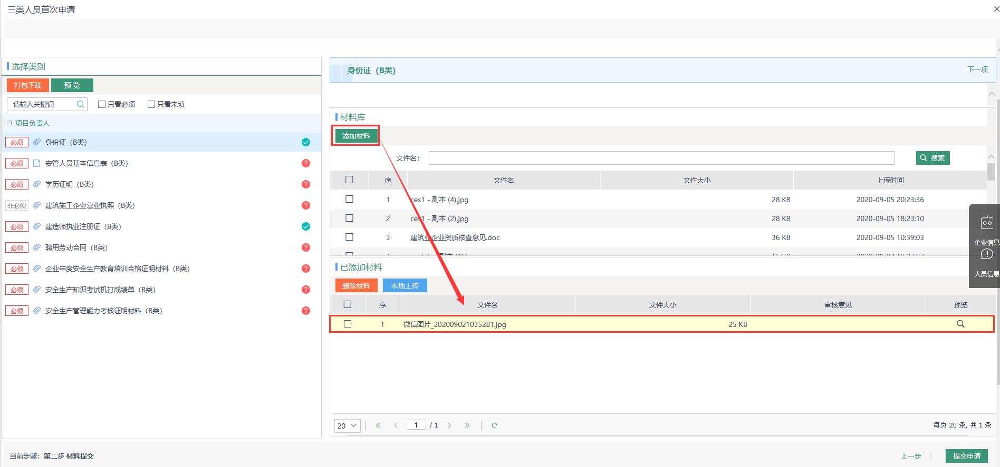 三类人员首次申请
选择类别
打包下载 预 览
请输入关键词 只看必须 只看未填
项目负责人
必须 身份证（B类）
必须 安管人员基本信息表（B类）
必须 学历证明（B类）
非必须 建筑施工企业营业执照（B类）
必须 建造师执业注册证（B类）
必须 聘用劳动合同（B类）
必须 企业年度安全生产教育培训合格证明材料（B类）
必须 安全生产知识考试机打成绩单（B类）
必须 安全生产管理能力考核证明材料（B类）
身份证（B类） 下一项
材料库
添加材料
文件名： 搜索
序 文件名 文件大小 上传时间
1 ces1 - 副本 (4).jpg 28 KB 2020-09-05 20:23:36
2 ces1 - 副本 (2).jpg 28 KB 2020-09-05 18:23:10
3 建筑业企业资质核查意见.doc 36 KB 2020-09-05 10:39:03
已添加材料
删除材料 本地上传
序 文件名 文件大小 审核意见 预览
1 微信图片_202009021035281.jpg 25 KB
20 1 / 1 每页 20 条, 共 1 条
企业信息
人员信息
当前步骤：第二步 材料提交 上一步 提交申请